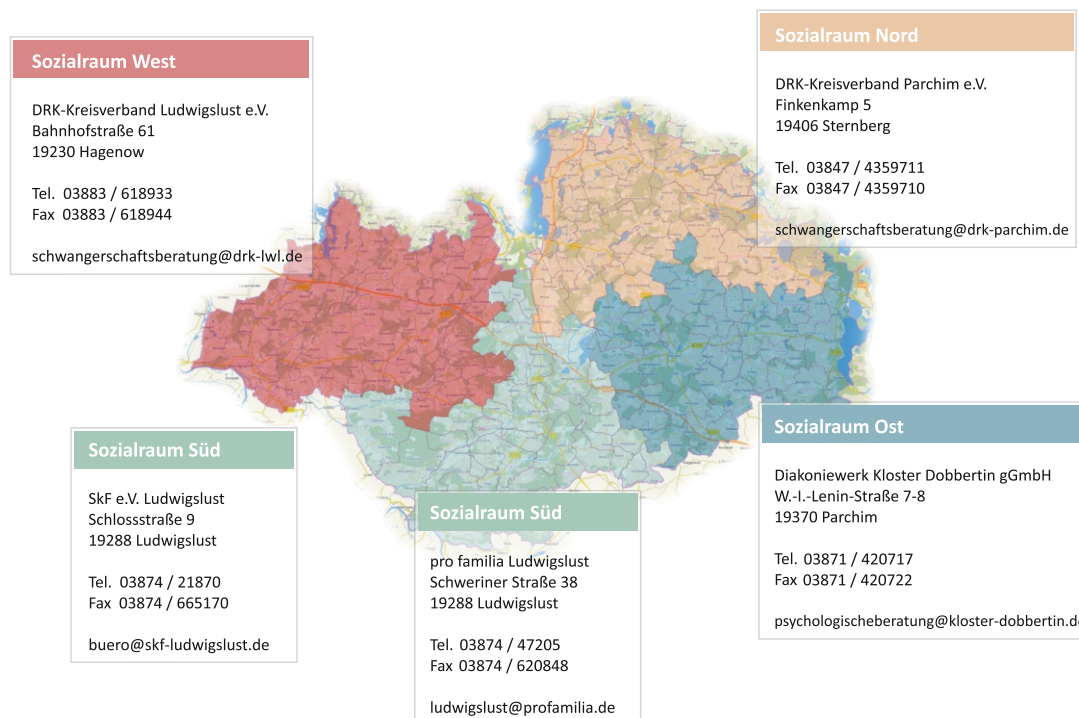 Sozialraum West
DRK-Kreisverband Ludwigslust e.V.
Bahnhofstraße 61
19230 Hagenow
Tel. 03883 / 618933
Fax 03883 / 618944
schwangerschaftsberatung@drk-lwl.de
Sozialraum Nord
DRK-Kreisverband Parchim e.V.
Finkenkamp 5
19406 Sternberg
Tel. 03847 / 4359711
Fax 03847 / 4359710
schwangerschaftsberatung@drk-parchim.de
Sozialraum Süd
SkF e.V. Ludwigslust
Schlossstraße 9
19288 Ludwigslust
Tel. 03874 / 21870
Fax 03874 / 665170
buero@skf-ludwigslust.de
Sozialraum Süd
pro familia Ludwigslust
Schweriner Straße 38
19288 Ludwigslust
Tel. 03874 / 47205
Fax 03874 / 620848
ludwigslust@profamilia.de
Sozialraum Ost
Diakoniewerk Kloster Dobbertin gGmbH
W.-I.-Lenin-Straße 7-8
19370 Parchim
Tel. 03871 / 420717
Fax 03871 / 420722
psychologischeberatung@kloster-dobbertin.d